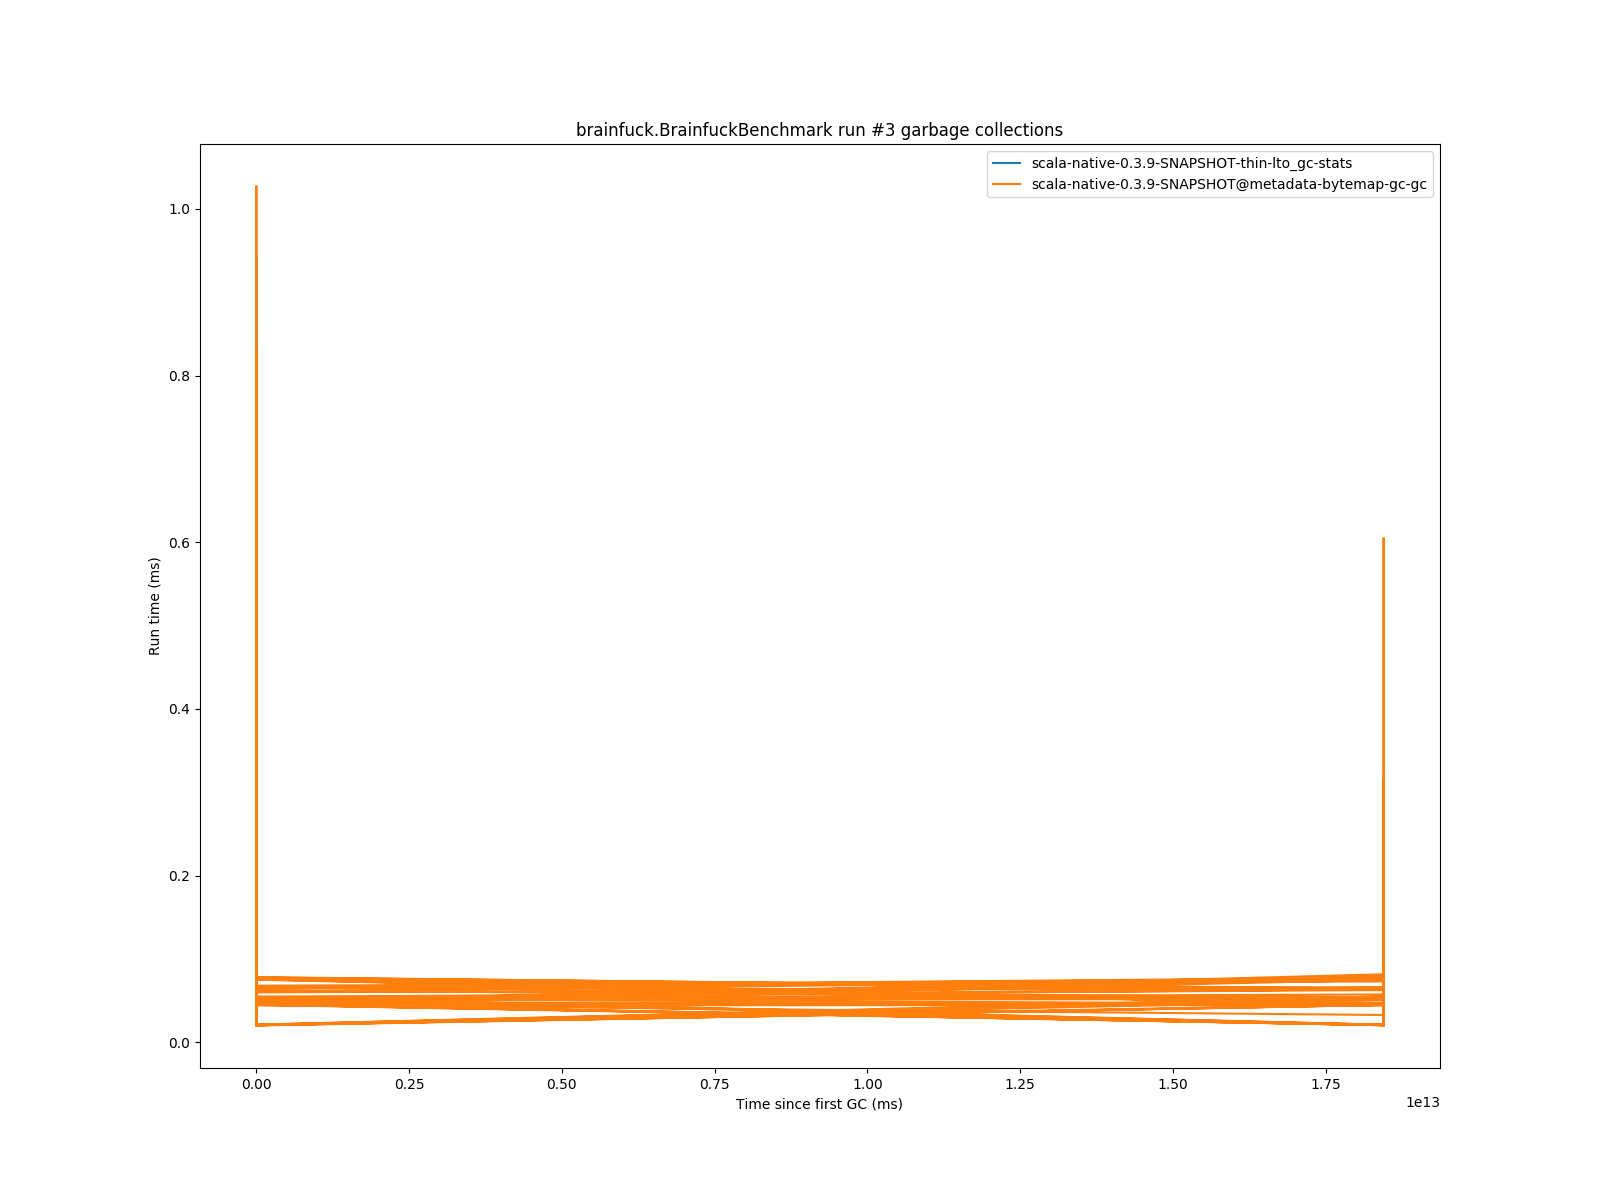 brainfuck.BrainfuckBenchmark run #3 garbage collections
scala-native-0.3.9-SNAPSHOT-thin-lto_gc-stats
scala-native-0.3.9-SNAPSHOT@metadata-bytemap-gc-gc
1.0
0.8
0.6
0.4
0.2
0.0
Run time (ms)
0.00 0.25 0.50 0.75 1.00 1.25 1.50 1.75
1e13
Time since first GC (ms)